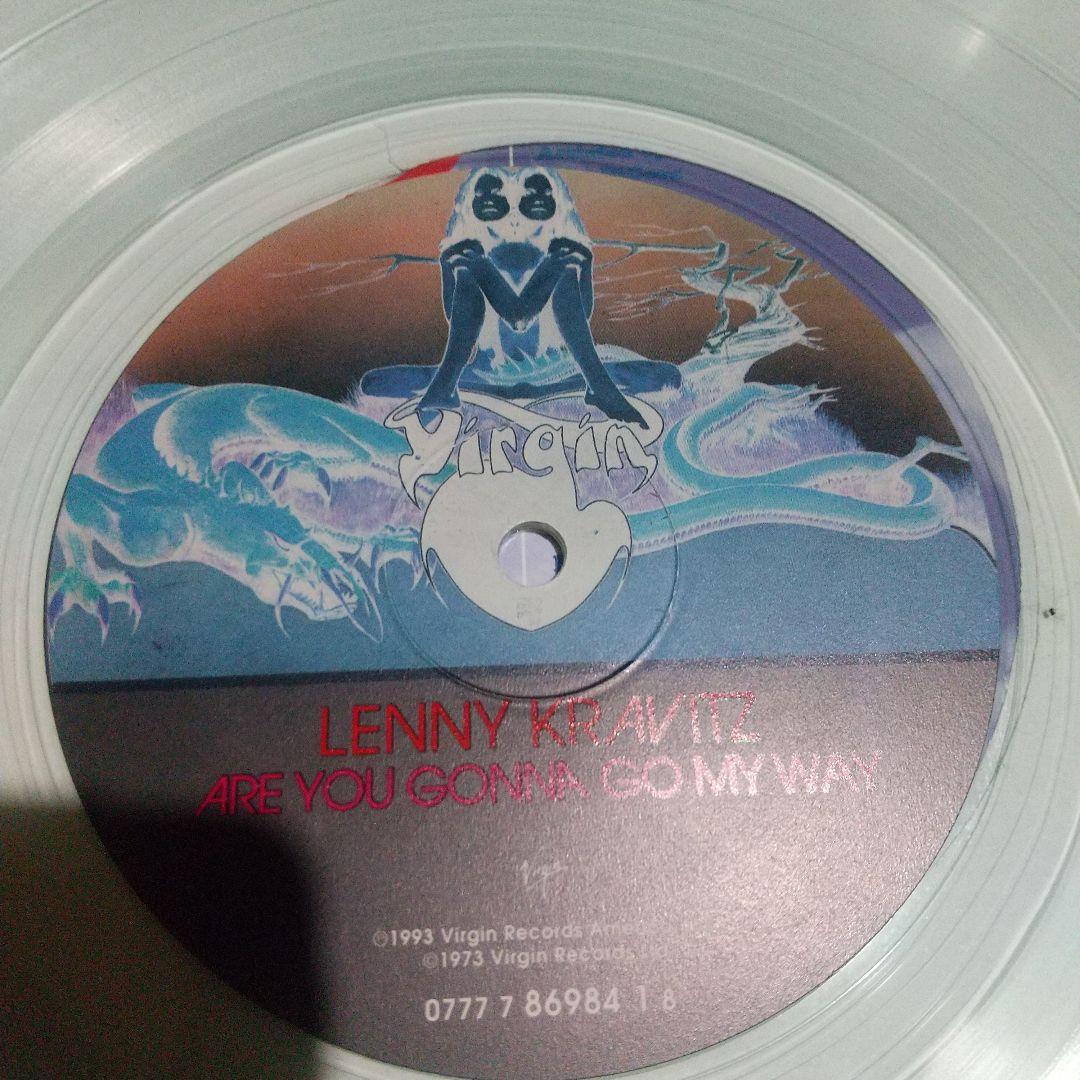 Virgin
LENNY KRAVITZ
ARE YOU GONNA GO MY WAY
Virgin
℗1993 Virgin Records
©1973 Virgin Records
0777 7 86984 1 8